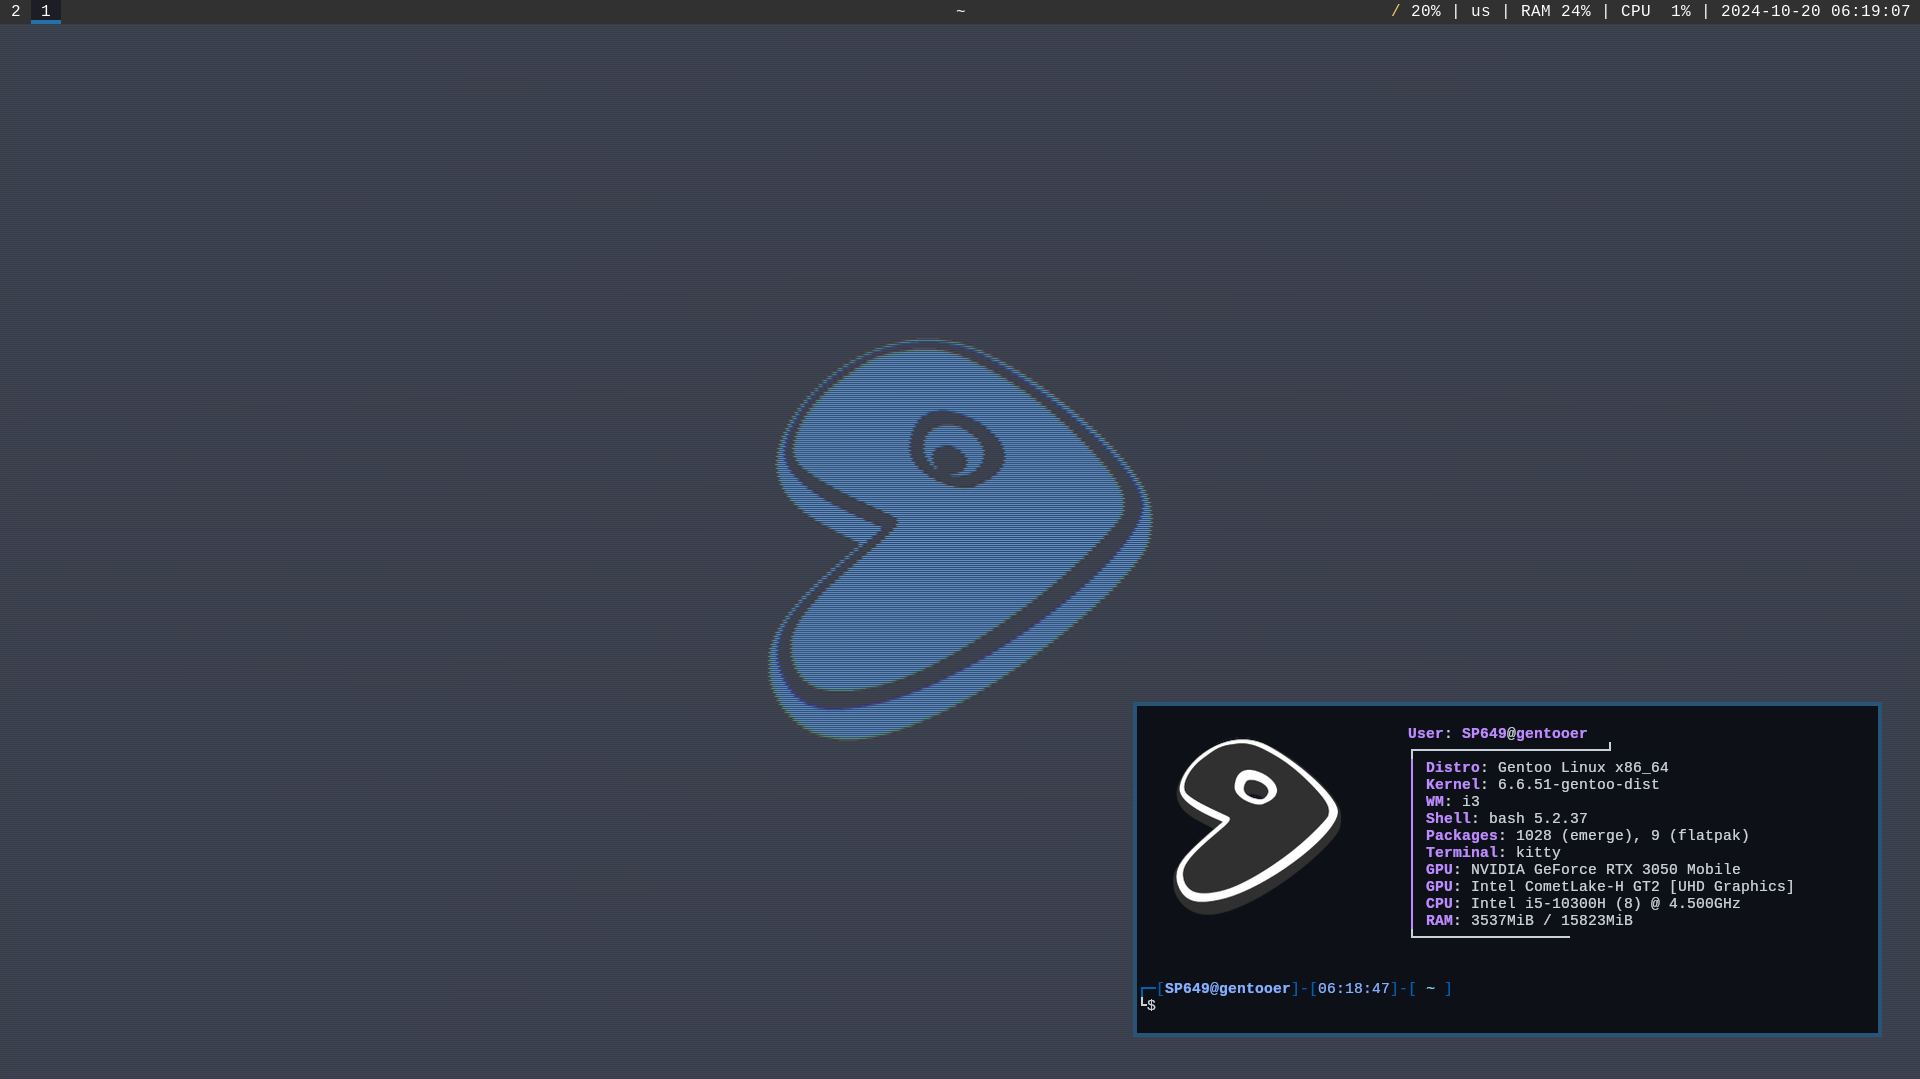 2 1 ~ / 20% | us | RAM 24% | CPU 1% | 2024-10-20 06:19:07
User: SP649@gentooer
Distro: Gentoo Linux x86_64
Kernel: 6.6.51-gentoo-dist
WM: i3
Shell: bash 5.2.37
Packages: 1028 (emerge), 9 (flatpak)
Terminal: kitty
GPU: NVIDIA GeForce RTX 3050 Mobile
GPU: Intel CometLake-H GT2 [UHD Graphics]
CPU: Intel i5-10300H (8) @ 4.500GHz
RAM: 3537MiB / 15823MiB
┌─[SP649@gentooer]-[06:18:47]-[ ~ ]
└$